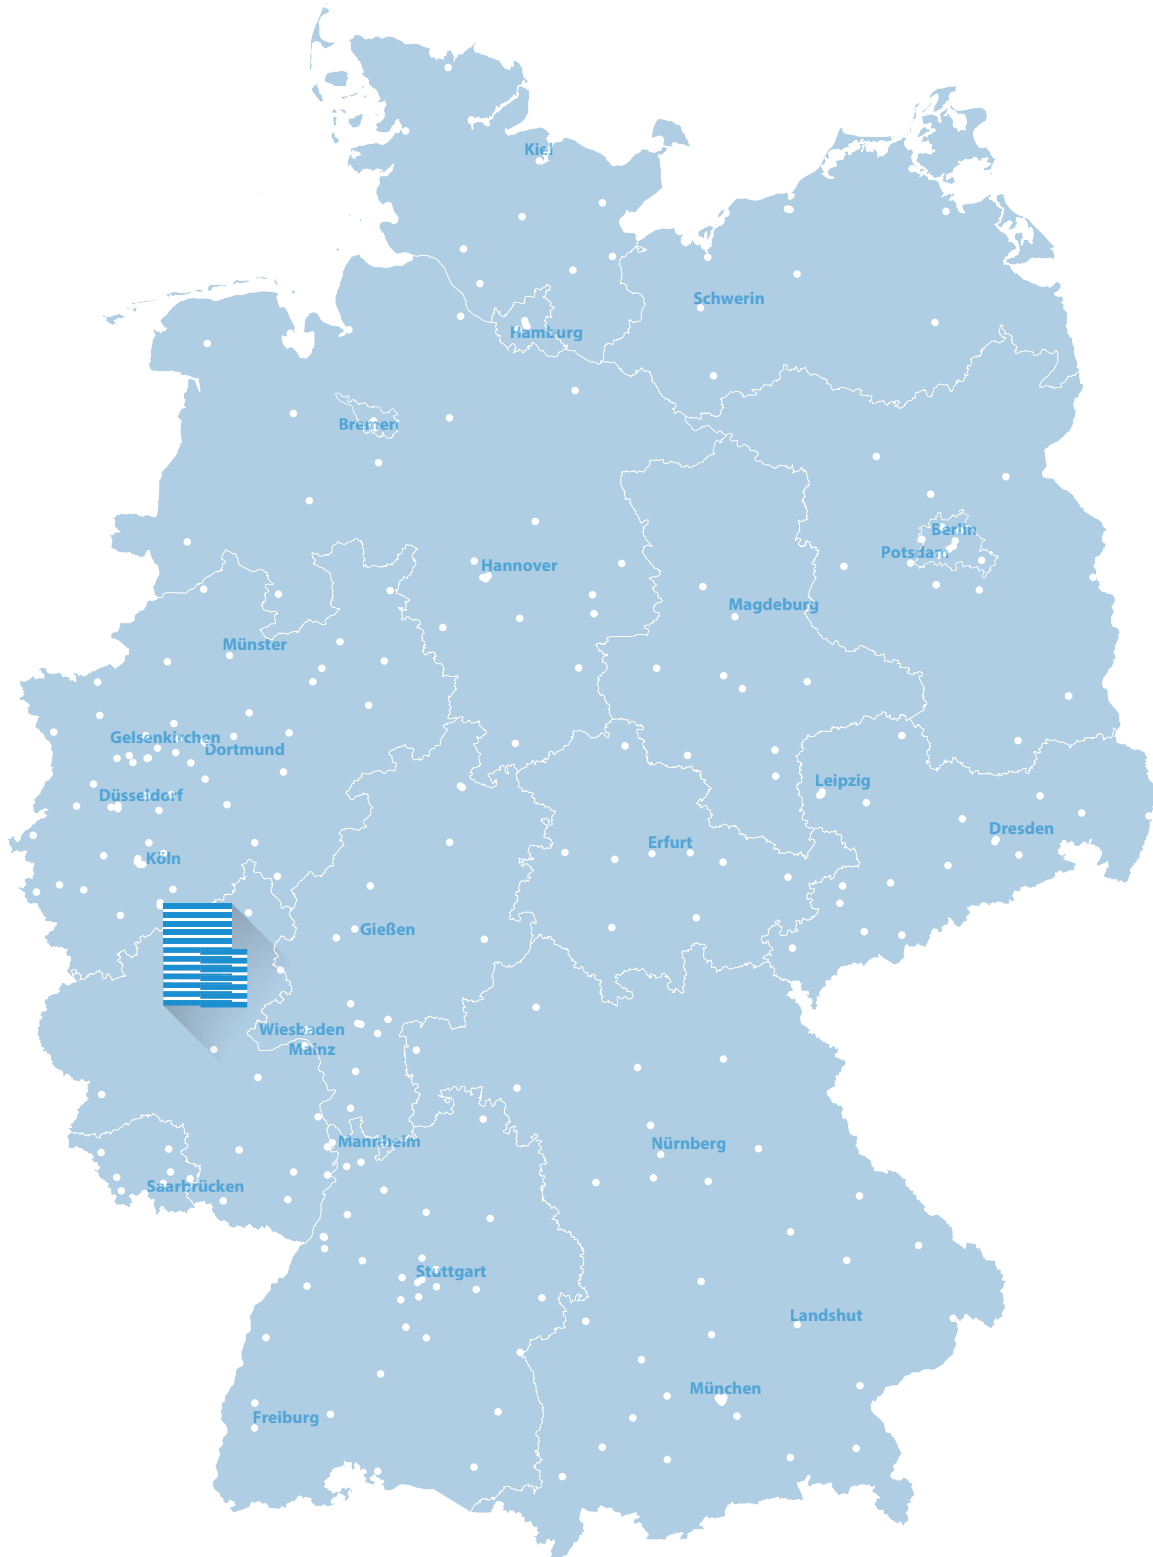 Kiel
Schwerin
Hamburg
Bremen
Berlin
Potsdam
Hannover
Magdeburg
Münster
Gelsenkirchen
Dortmund
Leipzig
Düsseldorf
Dresden
Erfurt
Köln
Gießen
Wiesbaden
Mainz
Mannheim
Nürnberg
Saarbrücken
Stuttgart
Landshut
München
Freiburg